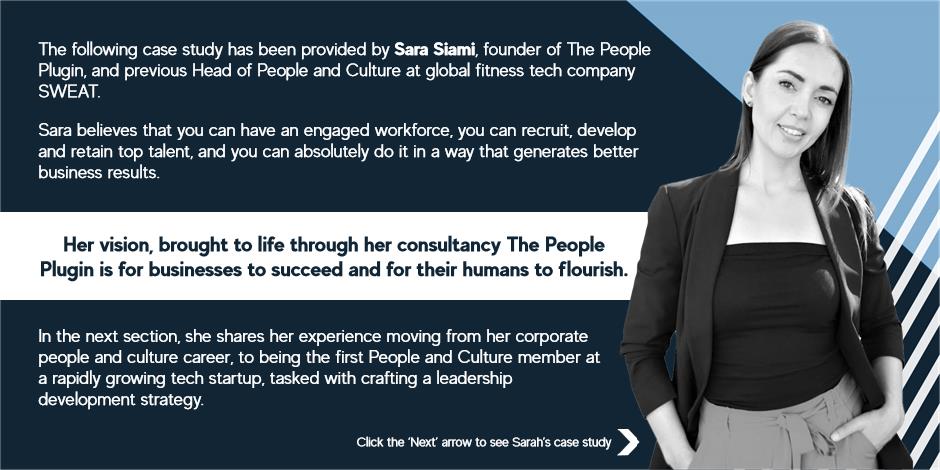 The following case study has been provided by Sara Siami, founder of The People
Plugin, and previous Head of People and Culture at global fitness tech company
SWEAT.
Sara believes that you can have an engaged workforce, you can recruit, develop
and retain top talent, and you can absolutely do it in a way that generates better
business results.
Her vision, brought to life through her consultancy The People
Plugin is for businesses to succeed and for their humans to flourish.
In the next section, she shares her experience moving from her corporate
people and culture career, to being the first People and Culture member at
a rapidly growing tech startup, tasked with crafting a leadership
development strategy.
Click the ‘Next’ arrow to see Sarah’s case study